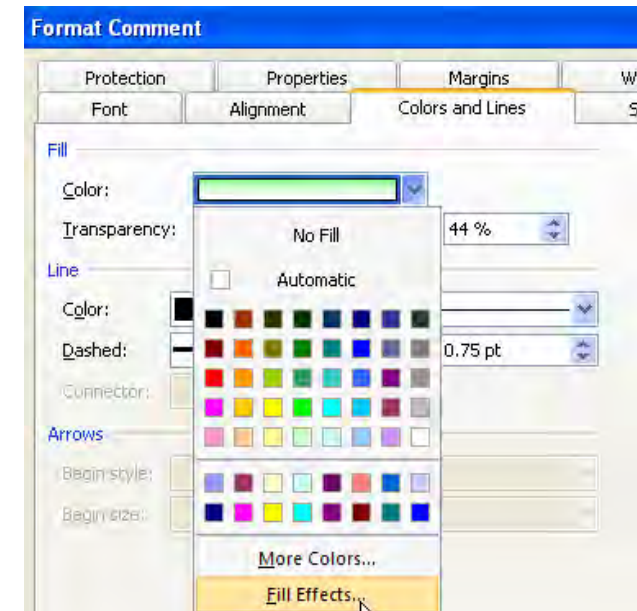 Format Comment
Protection Properties Margins W
Font Alignment Colors and Lines S
Fill
Color:
Transparency: 44 %
No Fill
Line
Automatic
Color:
Dashed: 0.75 pt
Connector:
Arrows
Begin style:
Begin size:
More Colors...
Fill Effects...